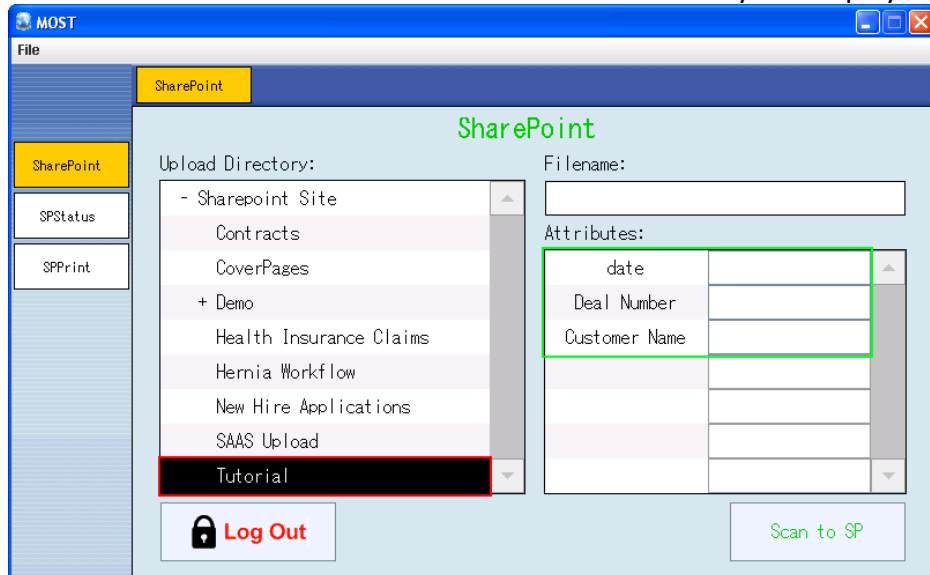 MOST
File
SharePoint
SharePoint
SharePoint
SPStatus
SPPrint
Upload Directory:
- Sharepoint Site
Contracts
CoverPages
+ Demo
Health Insurance Claims
Hernia Workflow
New Hire Applications
SAAS Upload
Tutorial
Filename:
Attributes:
date
Deal Number
Customer Name
Log Out
Scan to SP